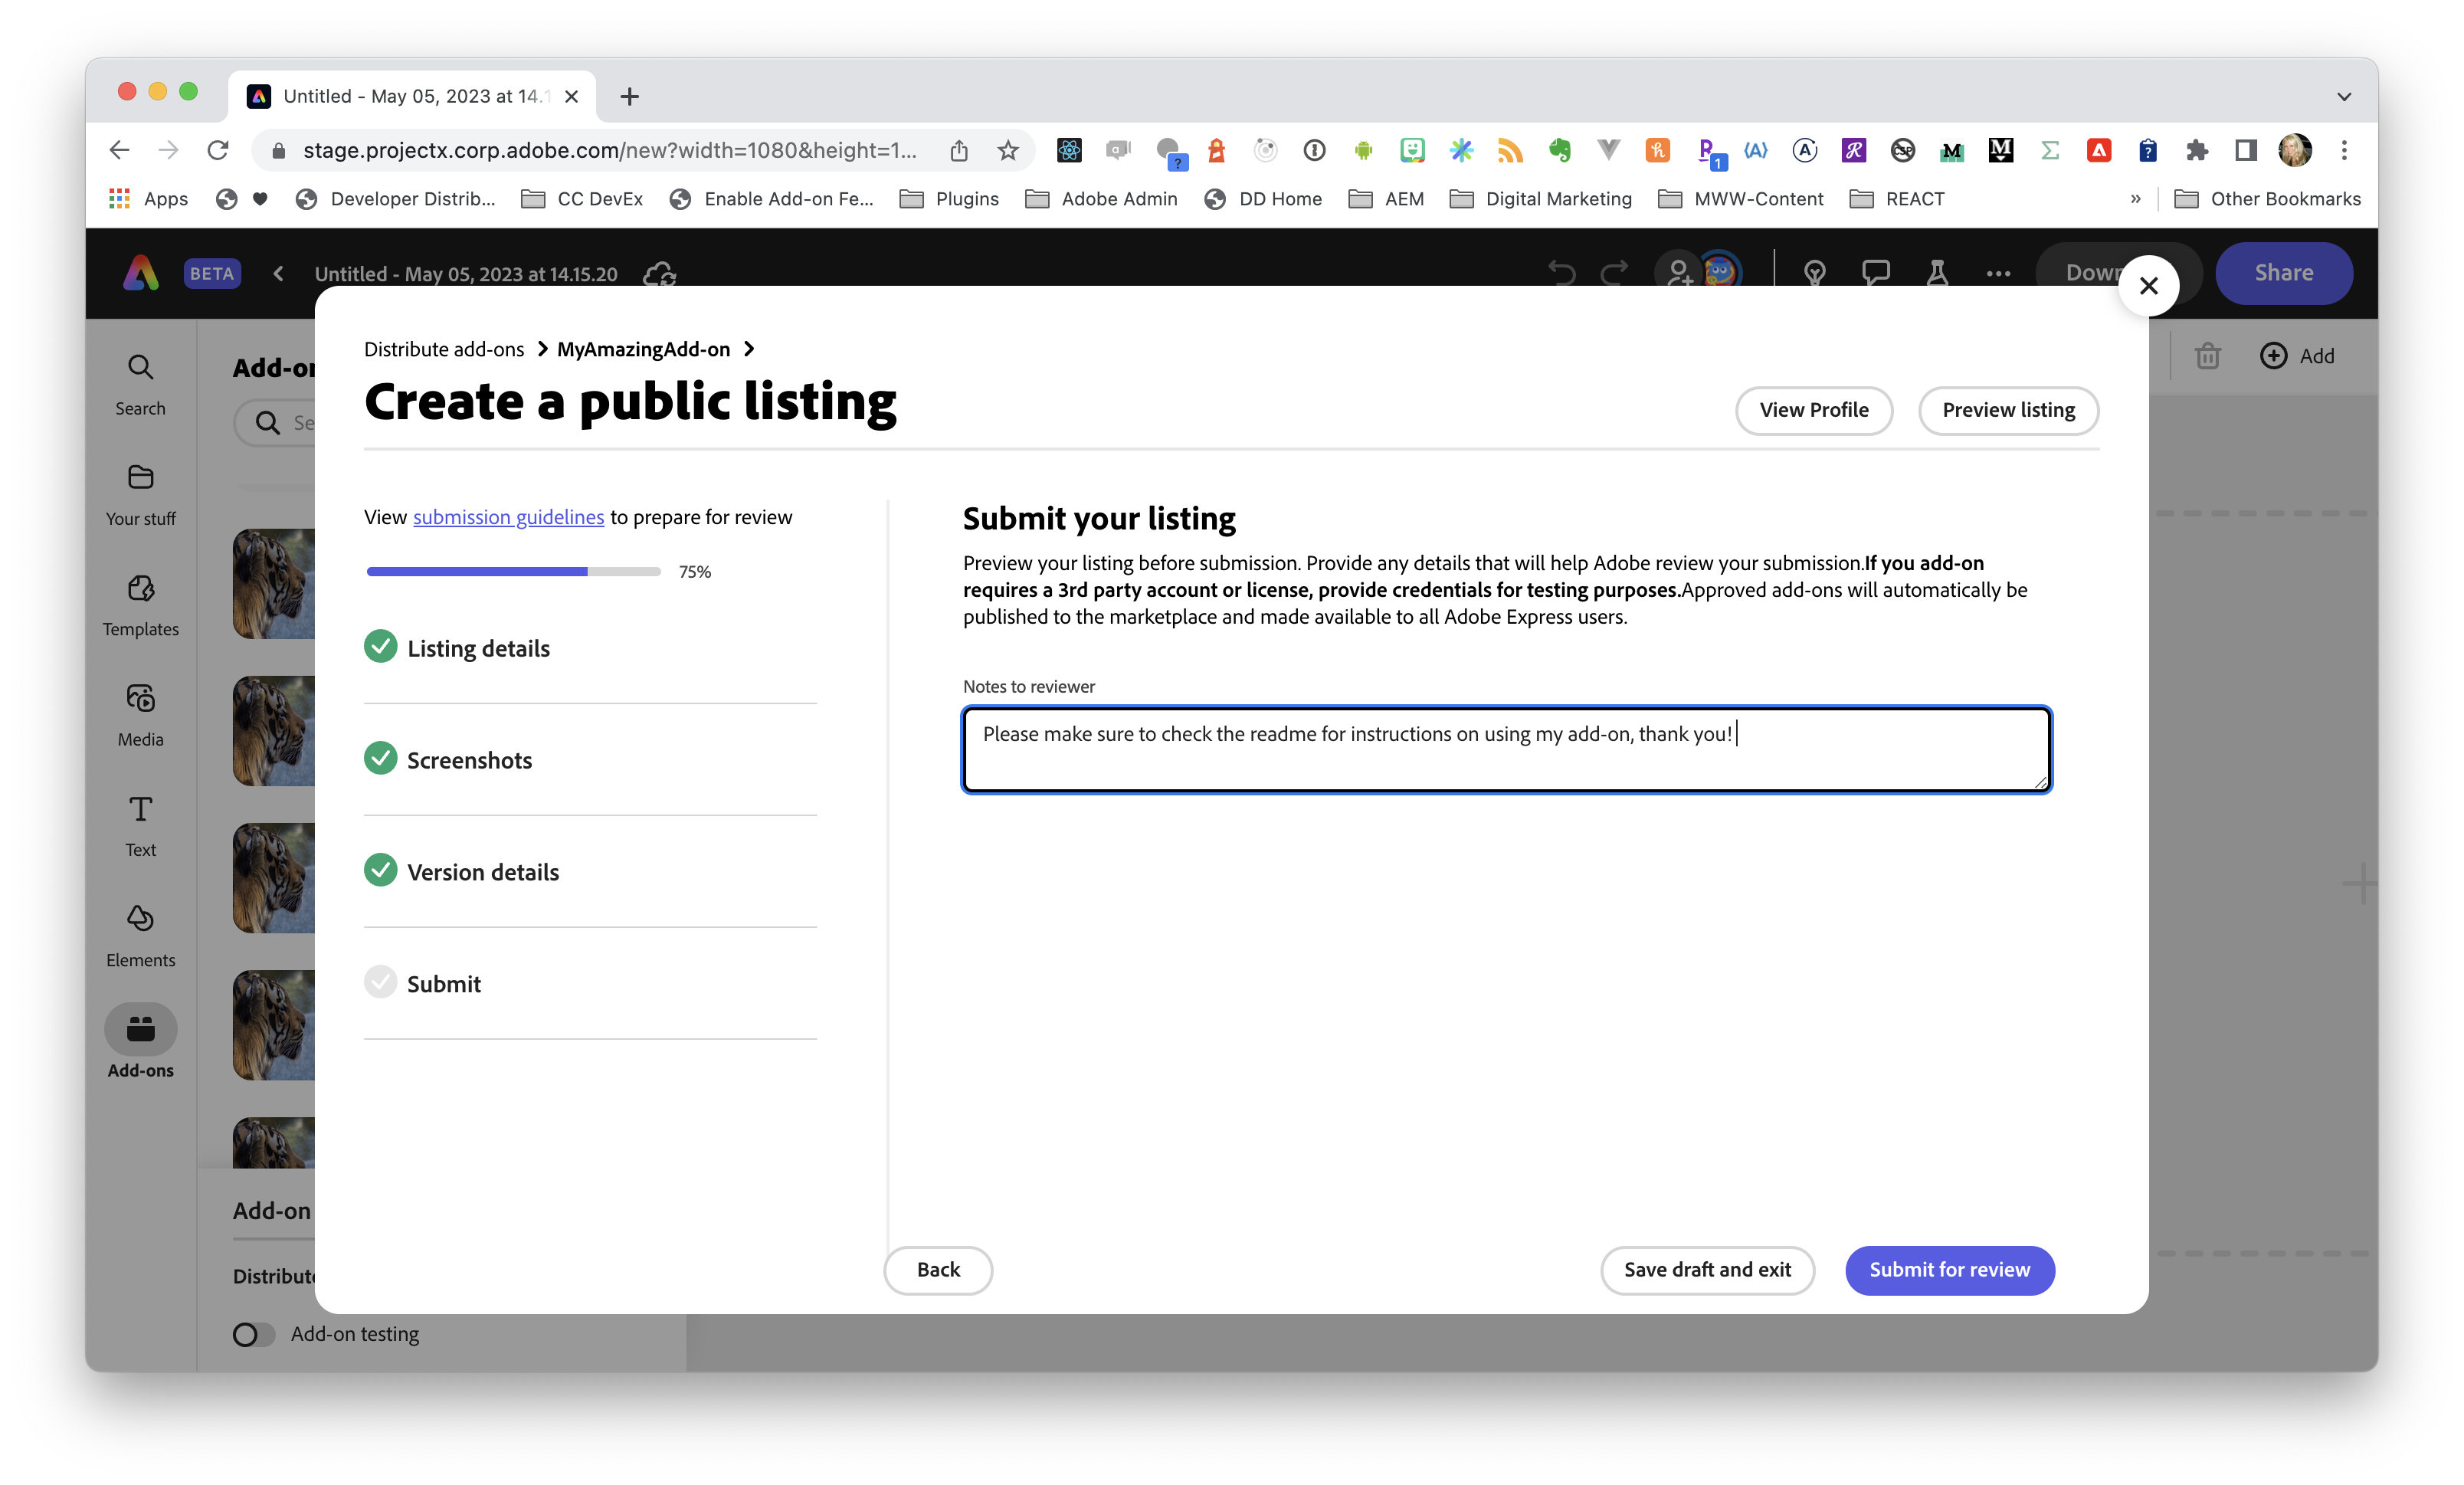 Untitled - May 05, 2023 at 14.1
stage.projectx.corp.adobe.com/new?width=1080&height=1...
Apps
Developer Distrib...
CC DevEx
Enable Add-on Fe...
Plugins
Adobe Admin
DD Home
AEM
Digital Marketing
MWW-Content
REACT
»
Other Bookmarks
BETA
Untitled - May 05, 2023 at 14.15.20
Down
Share
Search
Your stuff
Templates
Media
Text
Elements
Add-ons
Add-on
Se
Add
Distribute add-ons > MyAmazingAdd-on >
Create a public listing
View Profile
Preview listing
View submission guidelines to prepare for review
75%
Listing details
Screenshots
Version details
Submit
Submit your listing
Preview your listing before submission. Provide any details that will help Adobe review your submission.If you add-on
requires a 3rd party account or license, provide credentials for testing purposes.Approved add-ons will automatically be
published to the marketplace and made available to all Adobe Express users.
Notes to reviewer
Please make sure to check the readme for instructions on using my add-on, thank you!
Back
Save draft and exit
Submit for review
Add-on
Distribute
Add-on testing